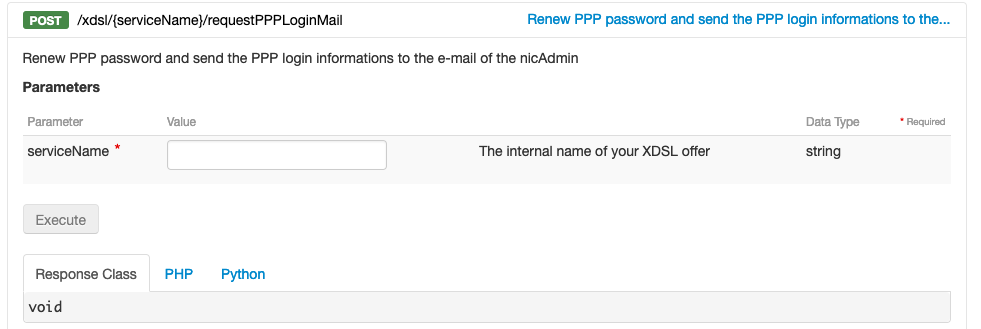 POST /xdsl/{serviceName}/requestPPPLoginMail Renew PPP password and send the PPP login informations to the...
Renew PPP password and send the PPP login informations to the e-mail of the nicAdmin
Parameters
Parameter Value Data Type * Required
serviceName * The internal name of your XDSL offer string
Execute
Response Class PHP Python
void